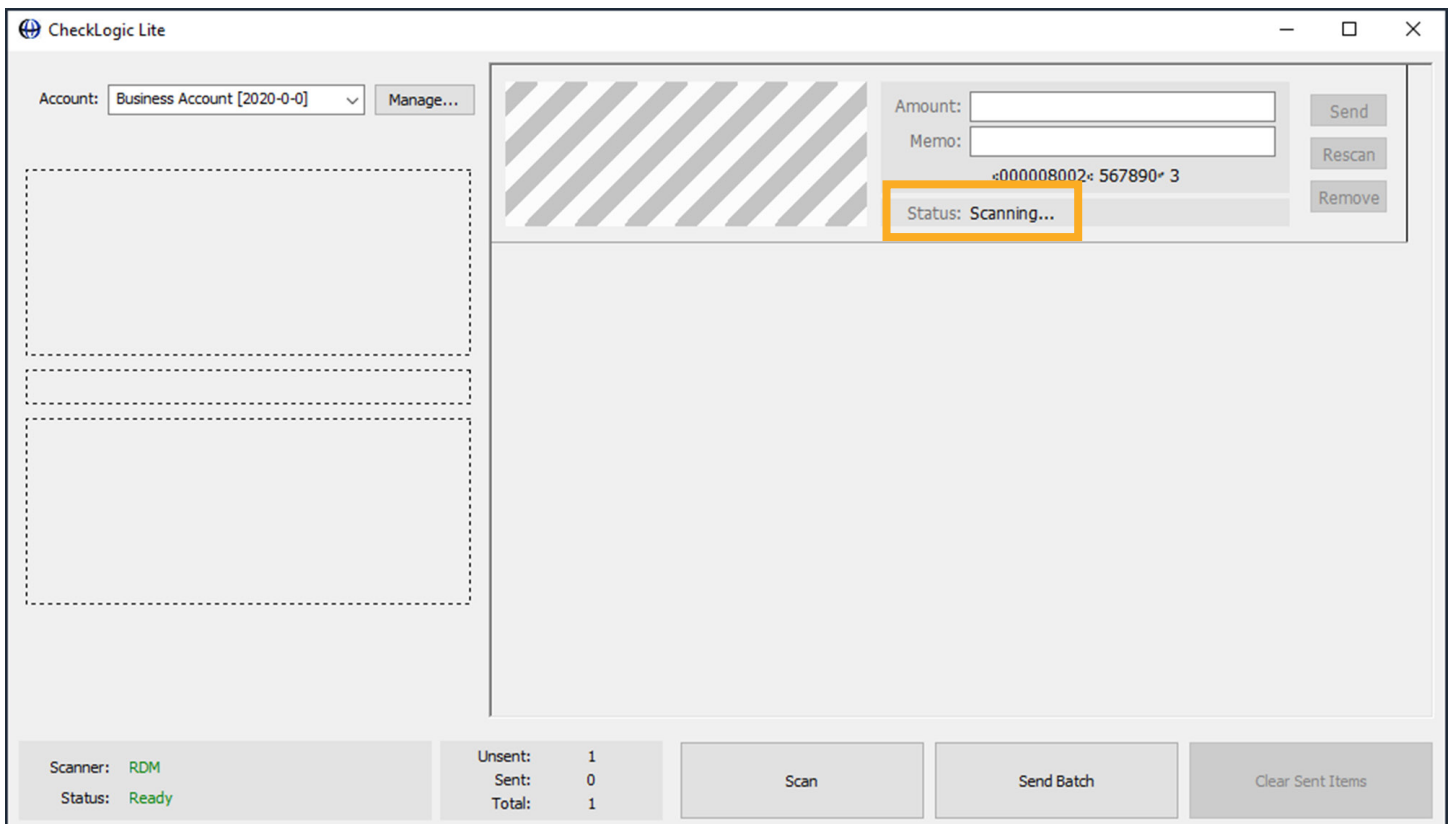 CheckLogic Lite
Account: Business Account [2020-0-0] Manage...
Amount:
Memo:
⑆000008002⑆ 567890⑈ 3
Status: Scanning...
Send
Rescan
Remove
Scanner: RDM
Status: Ready
Unsent: 1
Sent: 0
Total: 1
Scan
Send Batch
Clear Sent Items